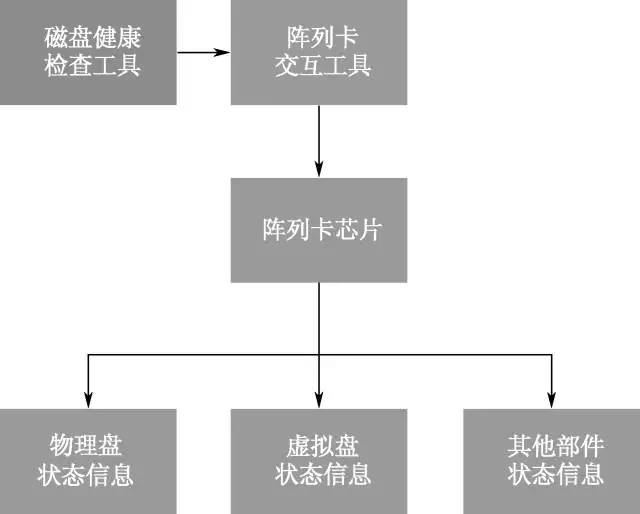 磁盘健康
检查工具
阵列卡
交互工具
阵列卡芯片
物理盘
状态信息
虚拟盘
状态信息
其他部件
状态信息